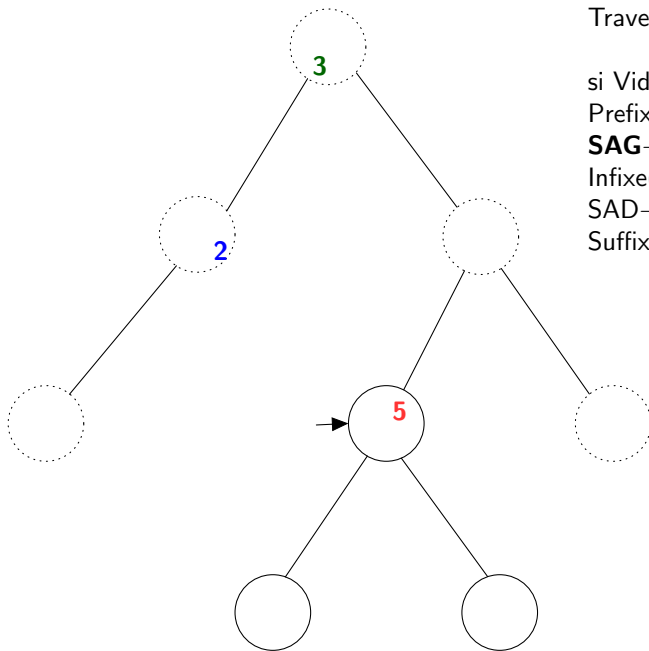 Trave
3
si Vid
Prefix
SAG-
Infixe
2
SAD-
Suffix
5